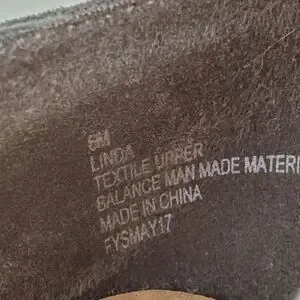 6M
LINDA
TEXTILE UPPER
BALANCE MAN MADE MATERI
MADE IN CHINA
FYSMAY17